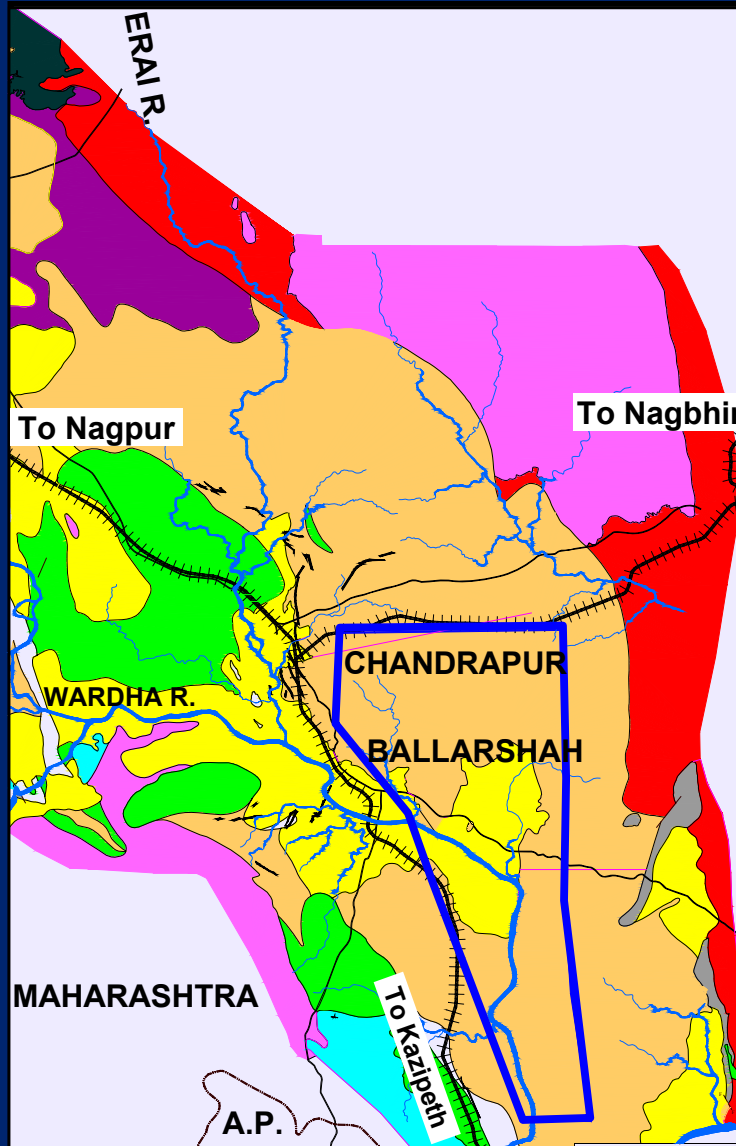 ERAI R.
To Nagpur
To Nagbhir
CHANDRAPUR
WARDHA R.
BALLARSHAH
MAHARASHTRA
To Kazipeth
A.P.